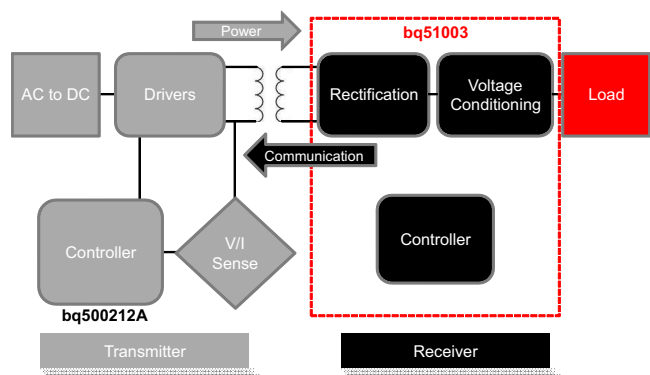 Power
bq51003
AC to DC
Drivers
Rectification
Voltage
Conditioning
Load
Communication
Controller
V/I
Sense
Controller
bq500212A
Transmitter
Receiver